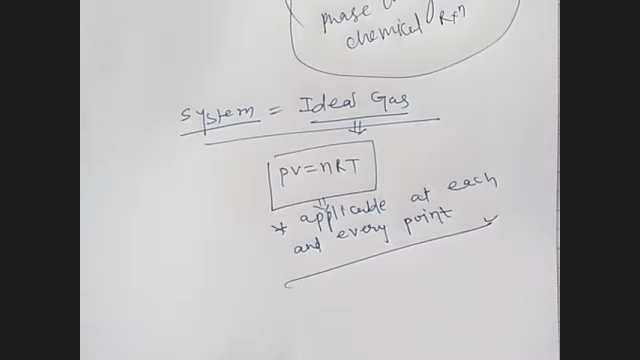 phase
chemical Rxn
System = Ideal Gas
PV=nRT
* applicable at each
and every point